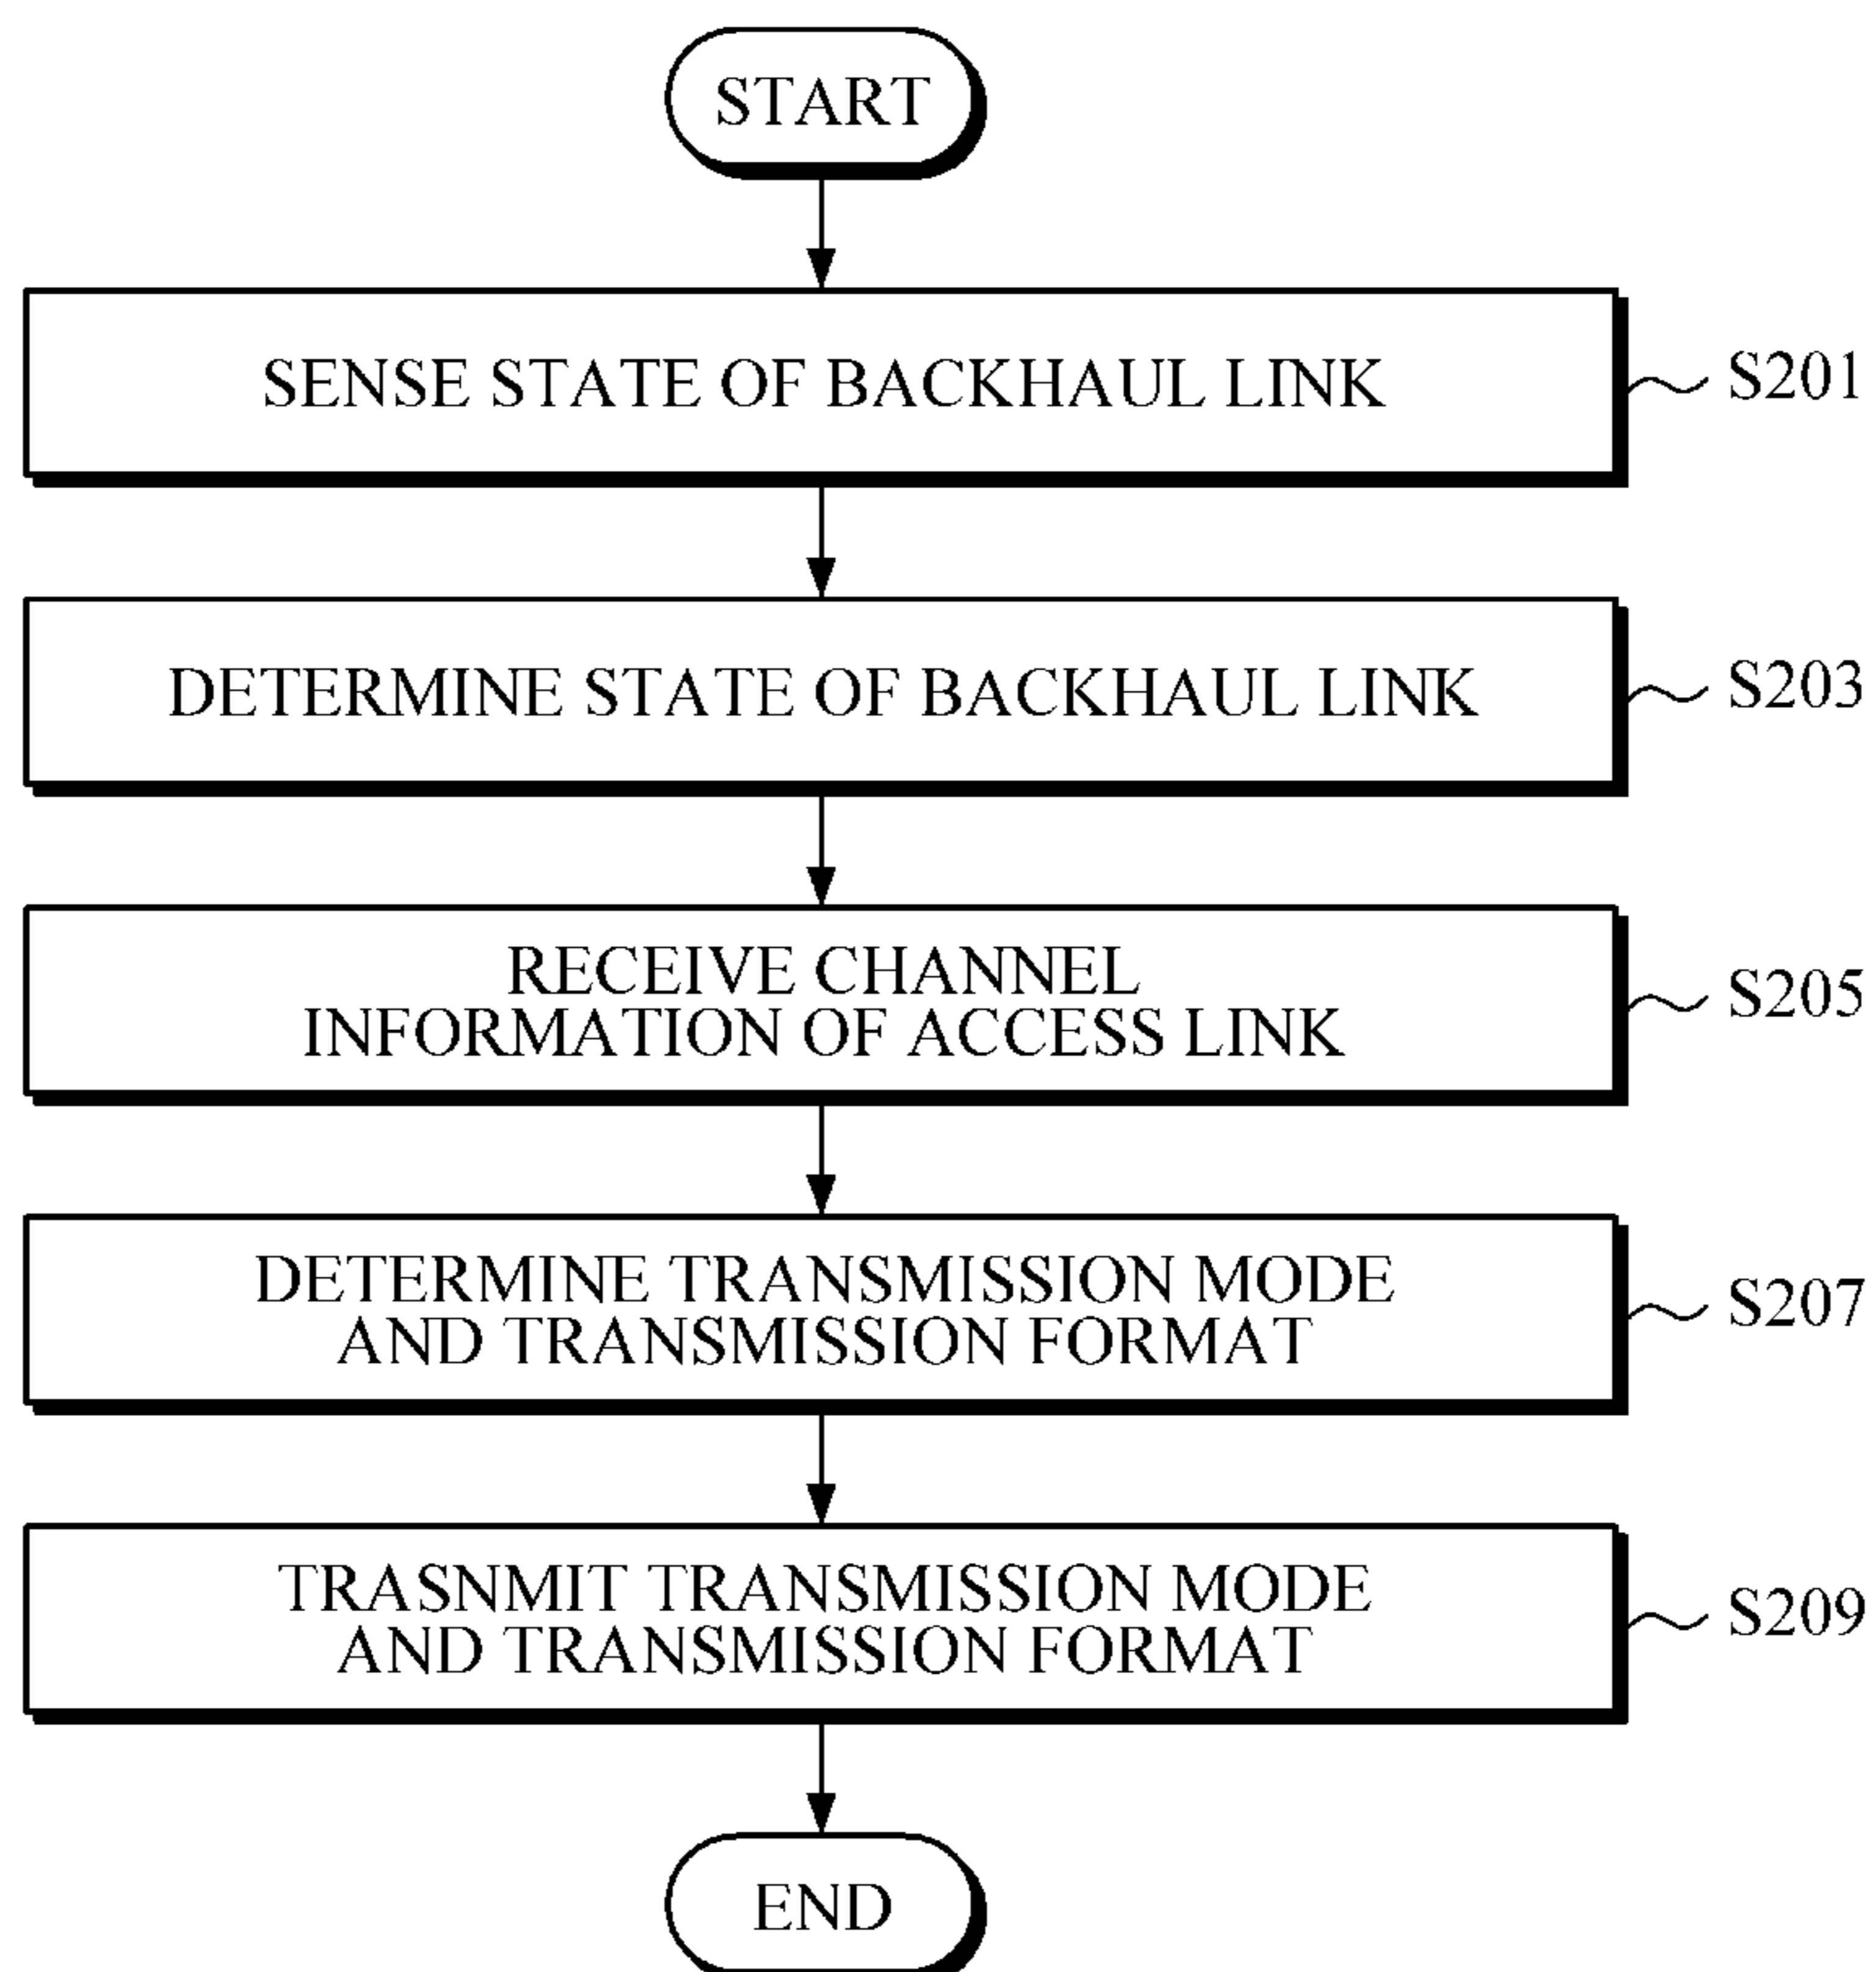 START
SENSE STATE OF BACKHAUL LINK
S201
DETERMINE STATE OF BACKHAUL LINK
S203
RECEIVE CHANNEL
INFORMATION OF ACCESS LINK
S205
DETERMINE TRANSMISSION MODE
AND TRANSMISSION FORMAT
S207
TRASNMIT TRANSMISSION MODE
AND TRANSMISSION FORMAT
S209
END